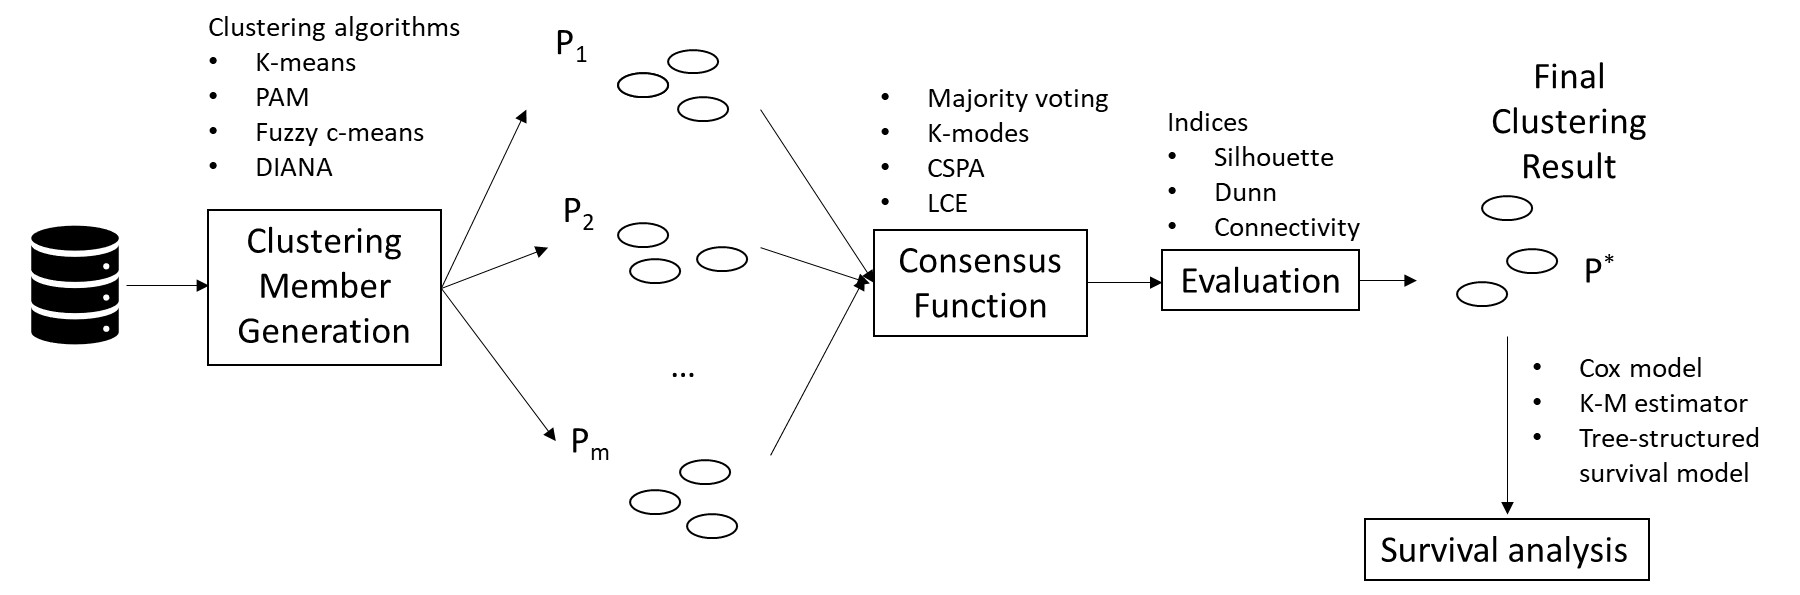 Clustering algorithms
• K-means
• PAM
• Fuzzy c-means
• DIANA
Clustering
Member
Generation
P1
P2
...
Pm
• Majority voting
• K-modes
• CSPA
• LCE
Consensus
Function
Indices
• Silhouette
• Dunn
• Connectivity
Evaluation
Final
Clustering
Result
P*
• Cox model
• K-M estimator
• Tree-structured
survival model
Survival analysis